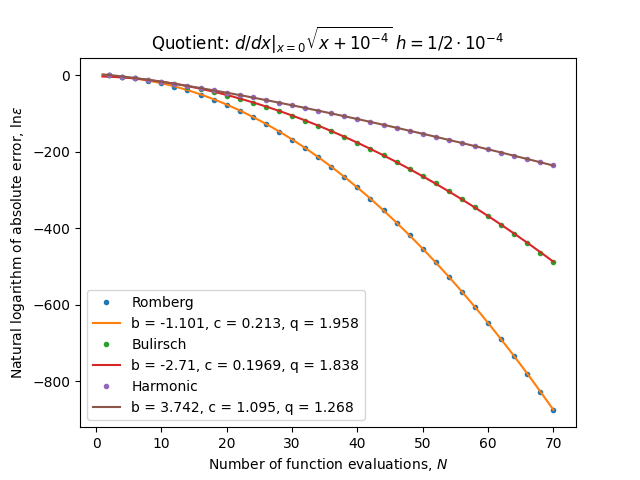 Quotient: $d/dx|_{x=0}\sqrt{x+10^{-4}}$ $h=1/2\cdot10^{-4}$
Natural logarithm of absolute error, lnε
0
−200
−400
−600
−800
Romberg
b = -1.101, c = 0.213, q = 1.958
Bulirsch
b = -2.71, c = 0.1969, q = 1.838
Harmonic
b = 3.742, c = 1.095, q = 1.268
0 10 20 30 40 50 60 70
Number of function evaluations, N